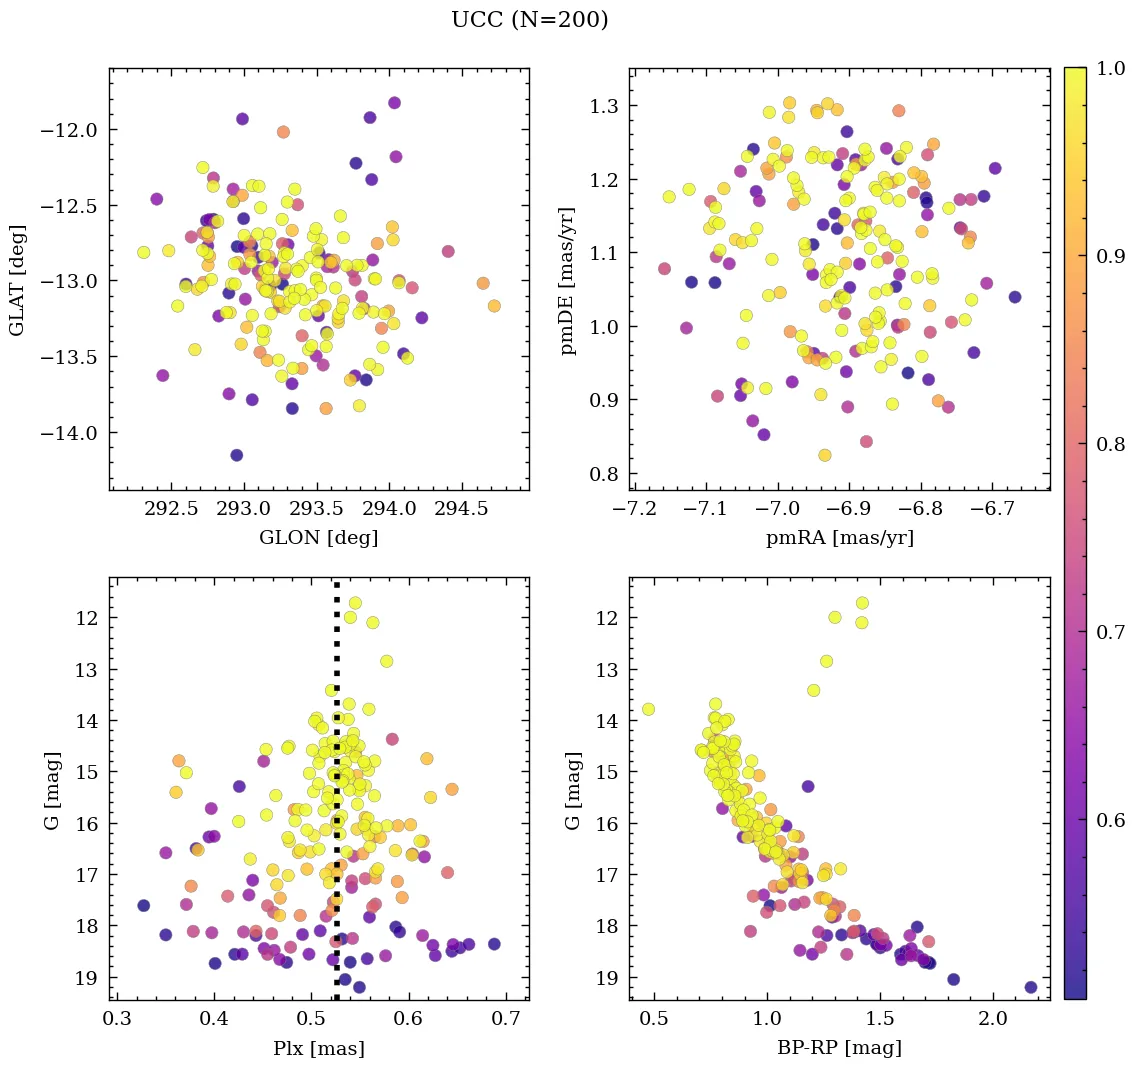 UCC (N=200)
−12.0
−12.5
−13.0
−13.5
−14.0
GLAT [deg]
292.5 293.0 293.5 294.0 294.5
GLON [deg]
1.3
1.2
1.1
1.0
0.9
0.8
pmDE [mas/yr]
−7.2 −7.1 −7.0 −6.9 −6.8 −6.7
pmRA [mas/yr]
1.0
0.9
0.8
0.7
0.6
12
13
14
15
16
17
18
19
G [mag]
0.3 0.4 0.5 0.6 0.7
Plx [mas]
12
13
14
15
16
17
18
19
G [mag]
0.5 1.0 1.5 2.0
BP-RP [mag]